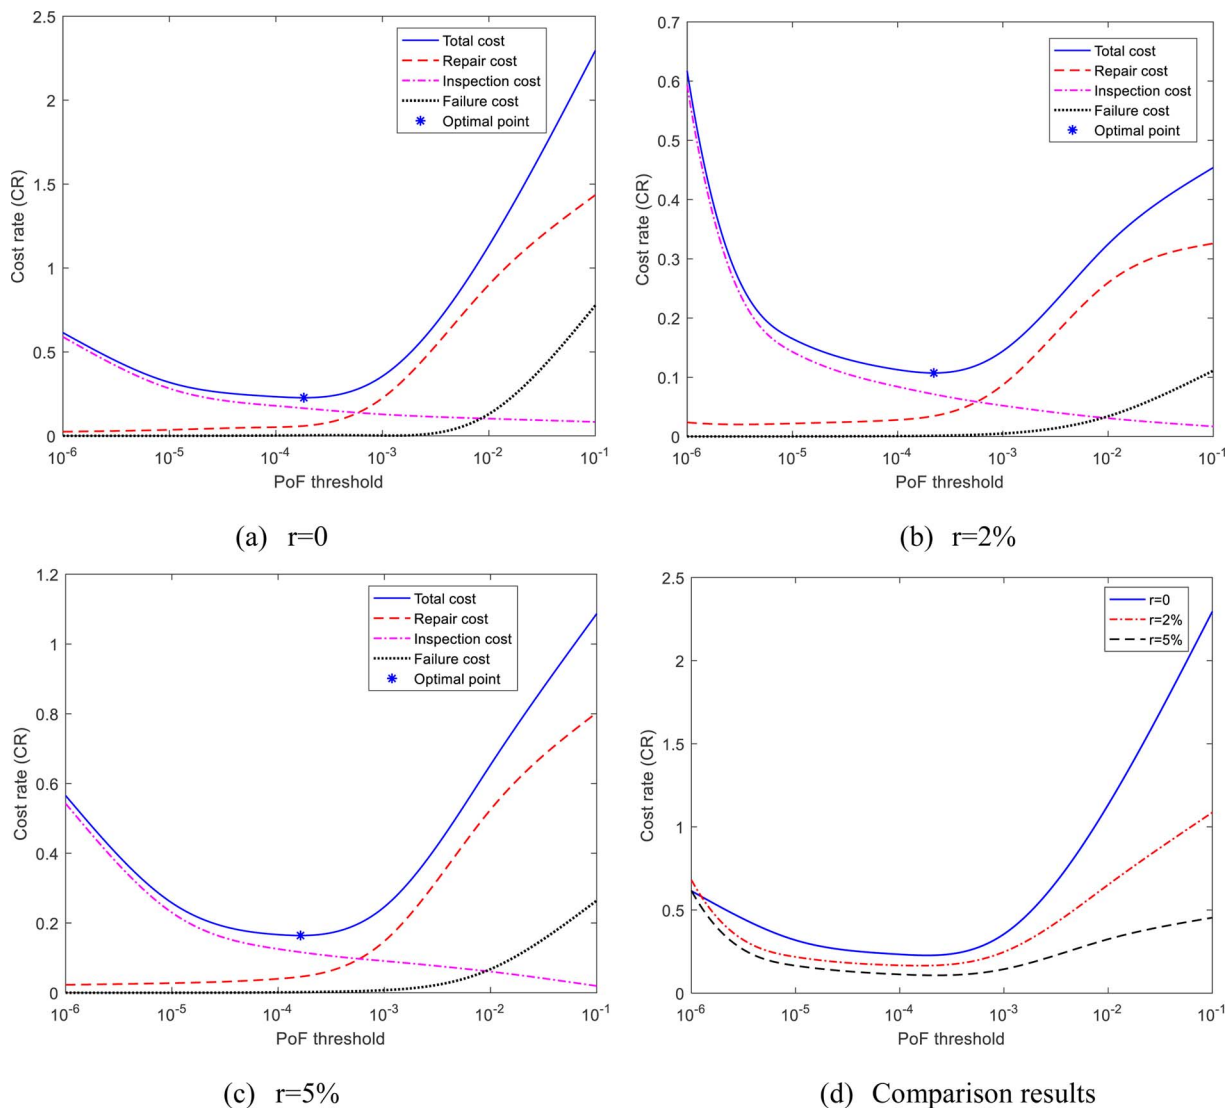 2.5
2
1.5
1
0.5
0
Cost rate (CR)
Total cost
Repair cost
Inspection cost
Failure cost
Optimal point
10^-6 10^-5 10^-4 10^-3 10^-2 10^-1
PoF threshold
(a) r=0
0.7
0.6
0.5
0.4
0.3
0.2
0.1
0
Cost rate (CR)
Total cost
Repair cost
Inspection cost
Failure cost
Optimal point
10^-6 10^-5 10^-4 10^-3 10^-2 10^-1
PoF threshold
(b) r=2%
1.2
1
0.8
0.6
0.4
0.2
0
Cost rate (CR)
Total cost
Repair cost
Inspection cost
Failure cost
Optimal point
10^-6 10^-5 10^-4 10^-3 10^-2 10^-1
PoF threshold
(c) r=5%
2.5
2
1.5
1
0.5
0
Cost rate (CR)
r=0
r=2%
r=5%
10^-6 10^-5 10^-4 10^-3 10^-2 10^-1
PoF threshold
(d) Comparison results